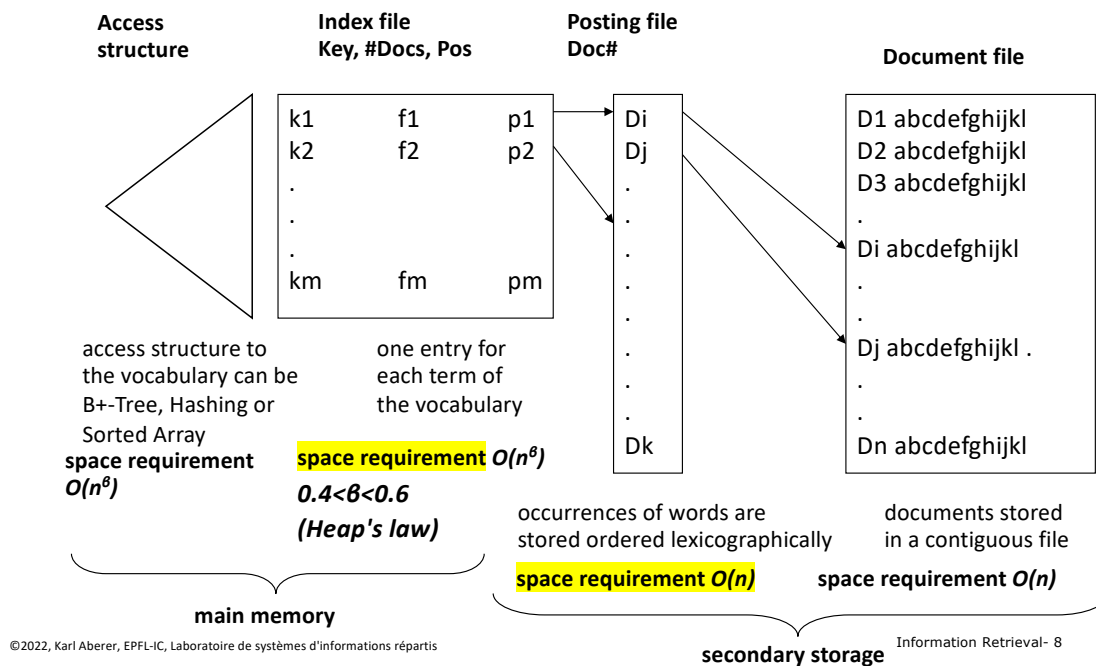 Access
structure
Index file
Key, #Docs, Pos
Posting file
Doc#
Document file
k1 f1 p1
k2 f2 p2
.
.
.
km fm pm
Di
Dj
.
.
.
.
.
.
.
.
.
Dk
D1 abcdefghijkl
D2 abcdefghijkl
D3 abcdefghijkl
.
Di abcdefghijkl
.
.
Dj abcdefghijkl .
.
.
Dn abcdefghijkl
access structure to
the vocabulary can be
B+-Tree, Hashing or
Sorted Array
space requirement
O(nᵝ)
one entry for
each term of
the vocabulary
space requirement O(nᵝ)
0.4<β<0.6
(Heap's law)
occurrences of words are
stored ordered lexicographically
space requirement O(n)
documents stored
in a contiguous file
space requirement O(n)
main memory
secondary storage
©2022, Karl Aberer, EPFL-IC, Laboratoire de systèmes d'informations répartis
Information Retrieval- 8